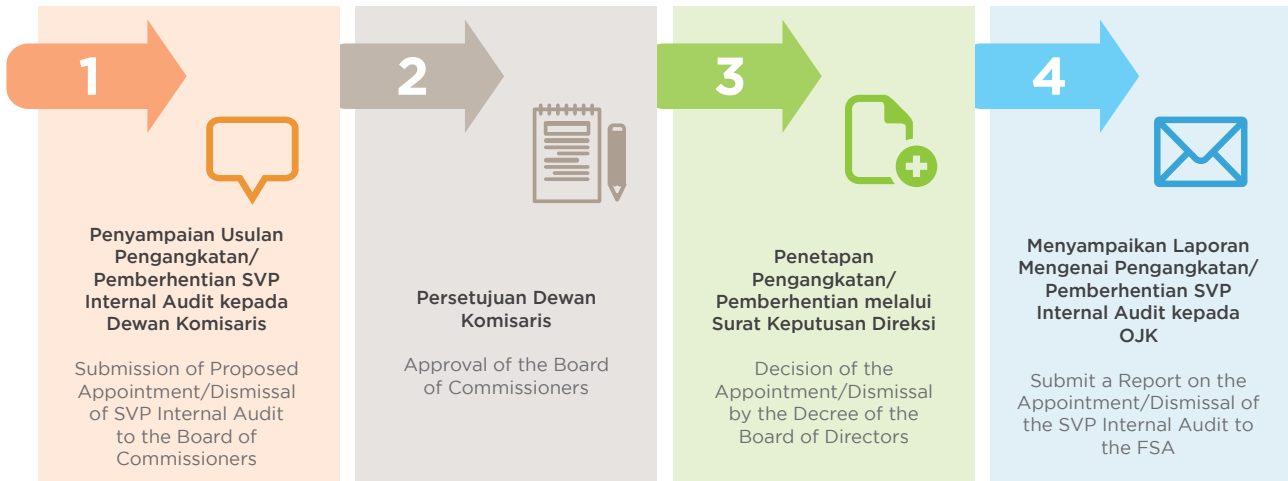 1
Penyampaian Usulan
Pengangkatan/
Pemberhentian SVP
Internal Audit kepada
Dewan Komisaris
Submission of Proposed
Appointment/Dismissal
of SVP Internal Audit
to the Board of
Commissioners
2
Persetujuan Dewan
Komisaris
Approval of the Board
of Commissioners
3
Penetapan
Pengangkatan/
Pemberhentian melalui
Surat Keputusan Direksi
Decision of the
Appointment/Dismissal
by the Decree of the
Board of Directors
4
Menyampaikan Laporan
Mengenai Pengangkatan/
Pemberhentian SVP
Internal Audit kepada
OJK
Submit a Report on the
Appointment/Dismissal of
the SVP Internal Audit to
the FSA